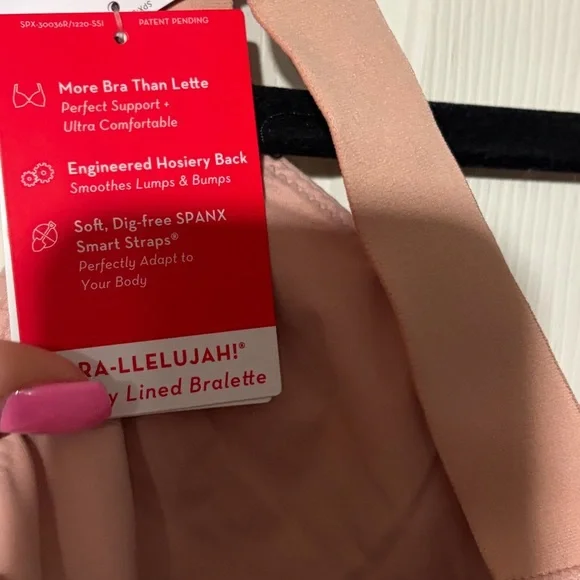 SPX-30036R/1220-SSI PATENT PENDING
More Bra Than Lette
Perfect Support +
Ultra Comfortable
Engineered Hosiery Back
Smoothes Lumps & Bumps
Soft, Dig-free SPANX
Smart Straps®
Perfectly Adapt to
Your Body
RA-LLELUJAH!®
y Lined Bralette